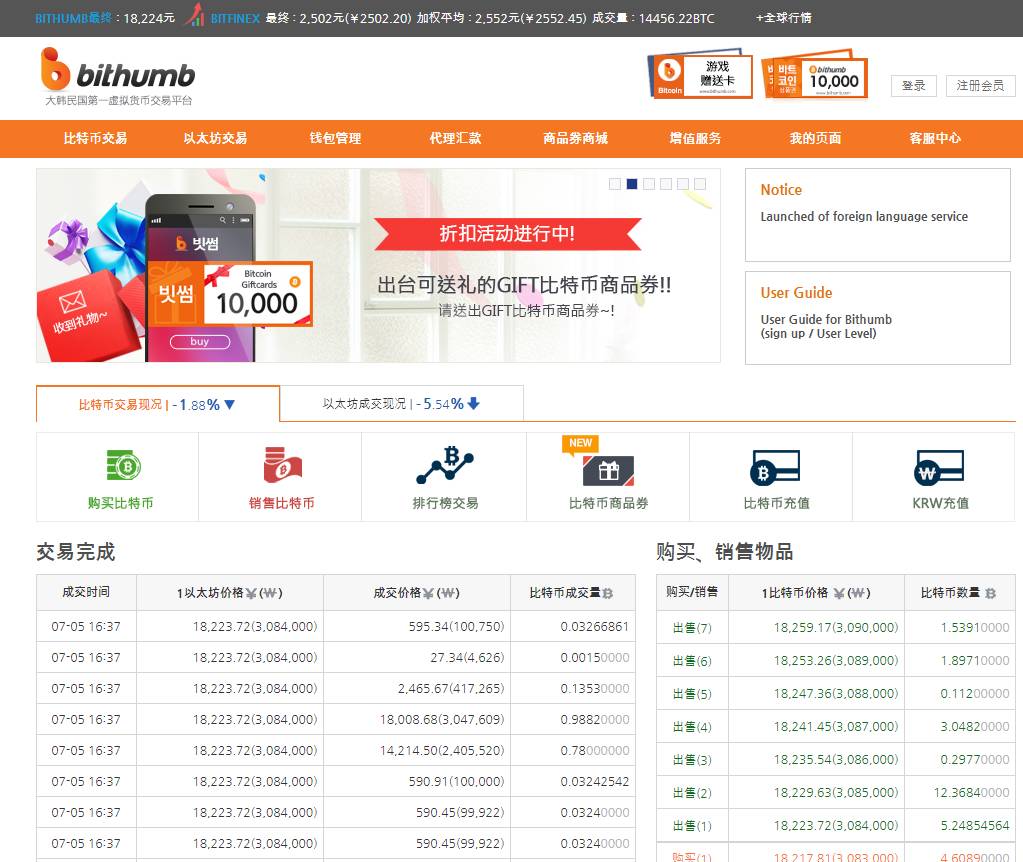 BITHUMB最终 : 18,224元 BITFINEX 最终 : 2,502元(￥2502.20) 加权平均 : 2,552元(￥2552.45) 成交量 : 14456.22BTC +全球行情
bithumb
大韩民国第一虚拟货币交易平台
Bitcoin
游戏
赠送卡
www.bithumb.com
비트
코인
상품권
bithumb
10,000
www.bithumb.com
登录 注册会员
比特币交易 以太坊交易 钱包管理 代理汇款 商品券商城 增值服务 我的页面 客服中心
收到礼物~
빗썸
빗썸
Bitcoin
Giftcards
10,000
buy
折扣活动进行中!
出台可送礼的GIFT比特币商品券!!
请送出GIFT比特币商品券~!
Notice
Launched of foreign language service
User Guide
User Guide for Bithumb
(sign up / User Level)
比特币交易现况 | -1.88% ▼ 以太坊成交现况 | -5.54%
购买比特币 销售比特币 排行榜交易 NEW 比特币商品券 比特币充值 KRW充值
交易完成
成交时间 1以太坊价格￥(₩) 成交价格￥(₩) 比特币成交量
07-05 16:37 18,223.72(3,084,000) 595.34(100,750) 0.03266861
07-05 16:37 18,223.72(3,084,000) 27.34(4,626) 0.00150000
07-05 16:37 18,223.72(3,084,000) 2,465.67(417,265) 0.13530000
07-05 16:37 18,223.72(3,084,000) 18,008.68(3,047,609) 0.98820000
07-05 16:37 18,223.72(3,084,000) 14,214.50(2,405,520) 0.78000000
07-05 16:37 18,223.72(3,084,000) 590.91(100,000) 0.03242542
07-05 16:37 18,223.72(3,084,000) 590.45(99,922) 0.03240000
07-05 16:37 18,223.72(3,084,000) 590.45(99,922) 0.03240000
购买、销售物品
购买/销售 1比特币价格 ￥(₩) 比特币数量
出售(7) 18,259.17(3,090,000) 1.53910000
出售(6) 18,253.26(3,089,000) 1.89710000
出售(5) 18,247.36(3,088,000) 0.11200000
出售(4) 18,241.45(3,087,000) 3.04820000
出售(3) 18,235.54(3,086,000) 0.29770000
出售(2) 18,229.63(3,085,000) 12.36840000
出售(1) 18,223.72(3,084,000) 5.24854564
购买(1) 18,217.81(3,083,000) 4.60890000